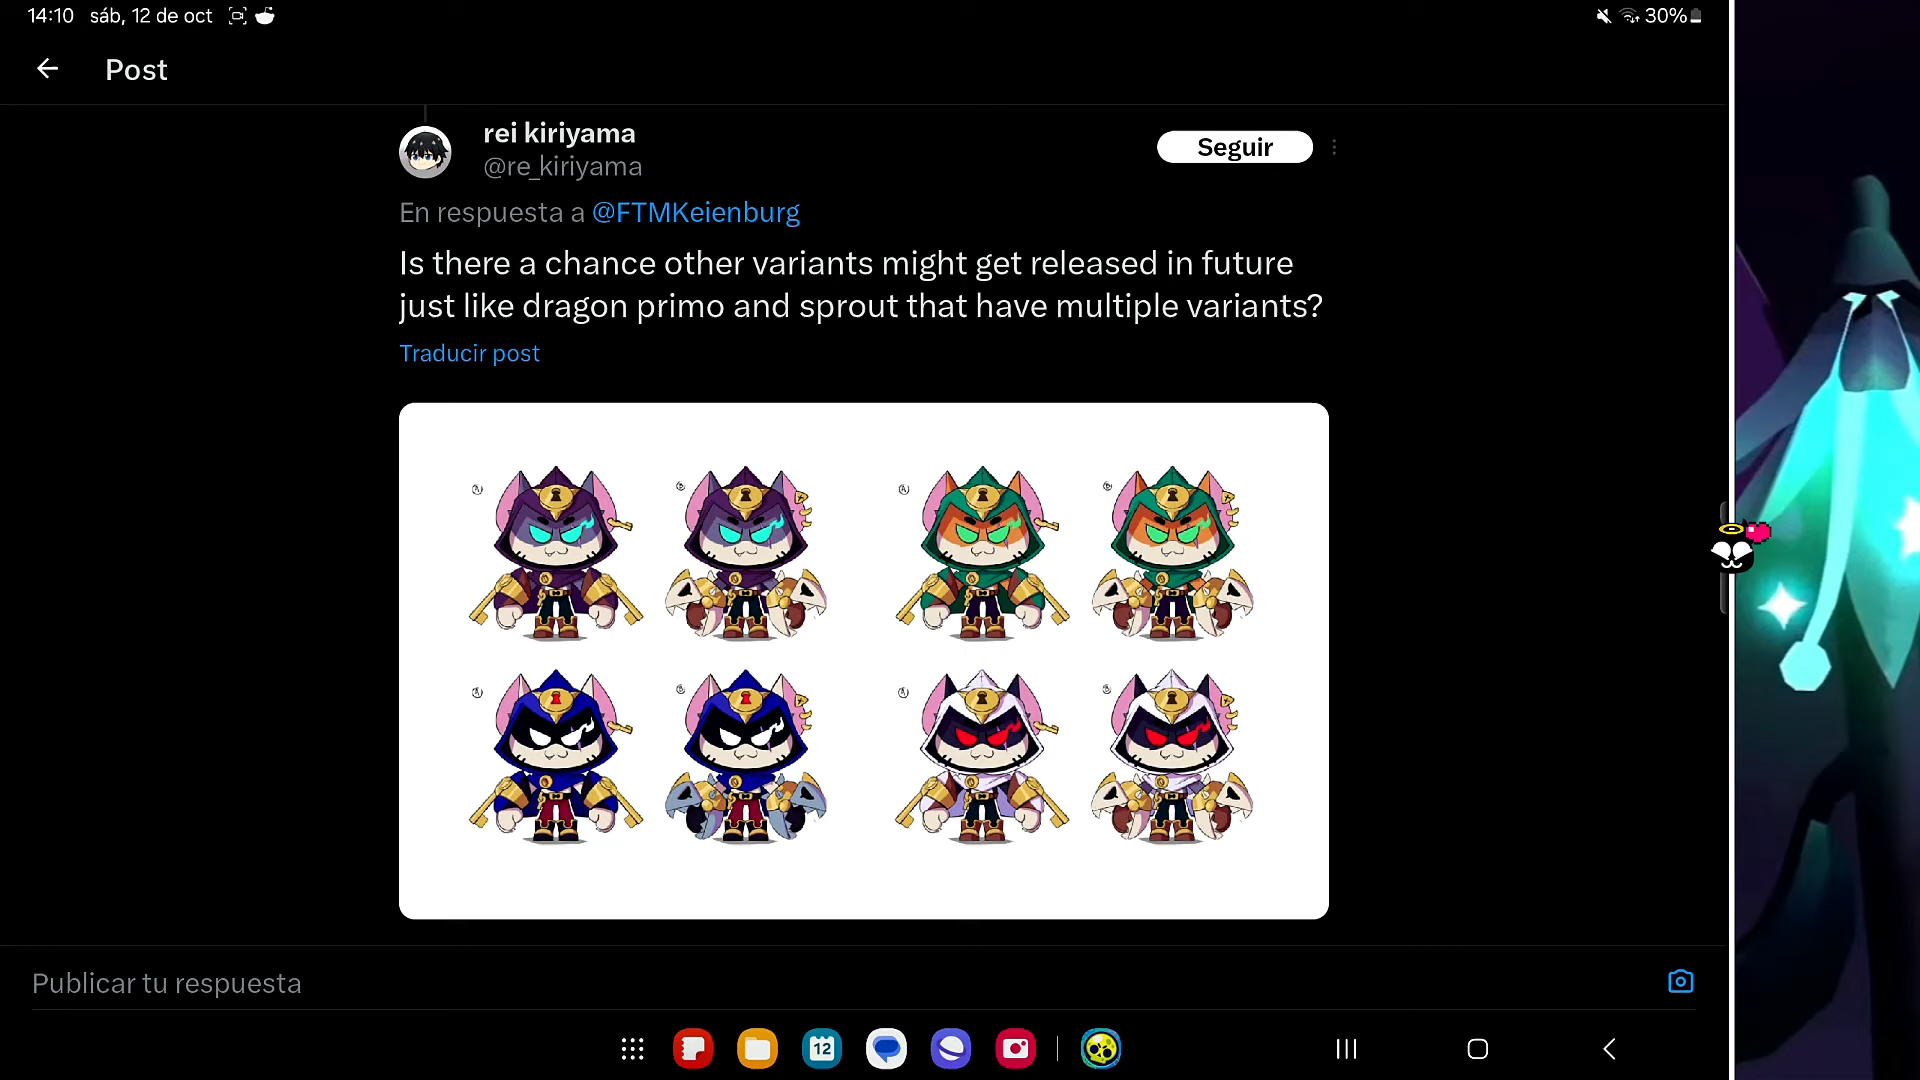 14:10 sáb, 12 de oct
30%
Post
rei kiriyama
@re_kiriyama
Seguir
En respuesta a @FTMKeienburg
Is there a chance other variants might get released in future
just like dragon primo and sprout that have multiple variants?
Traducir post
Publicar tu respuesta
12